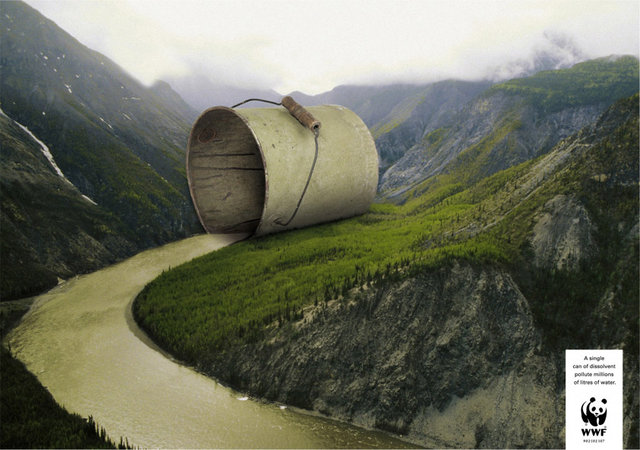 A single
can of dissolvent
pollute millions
of litres of water.
WWF